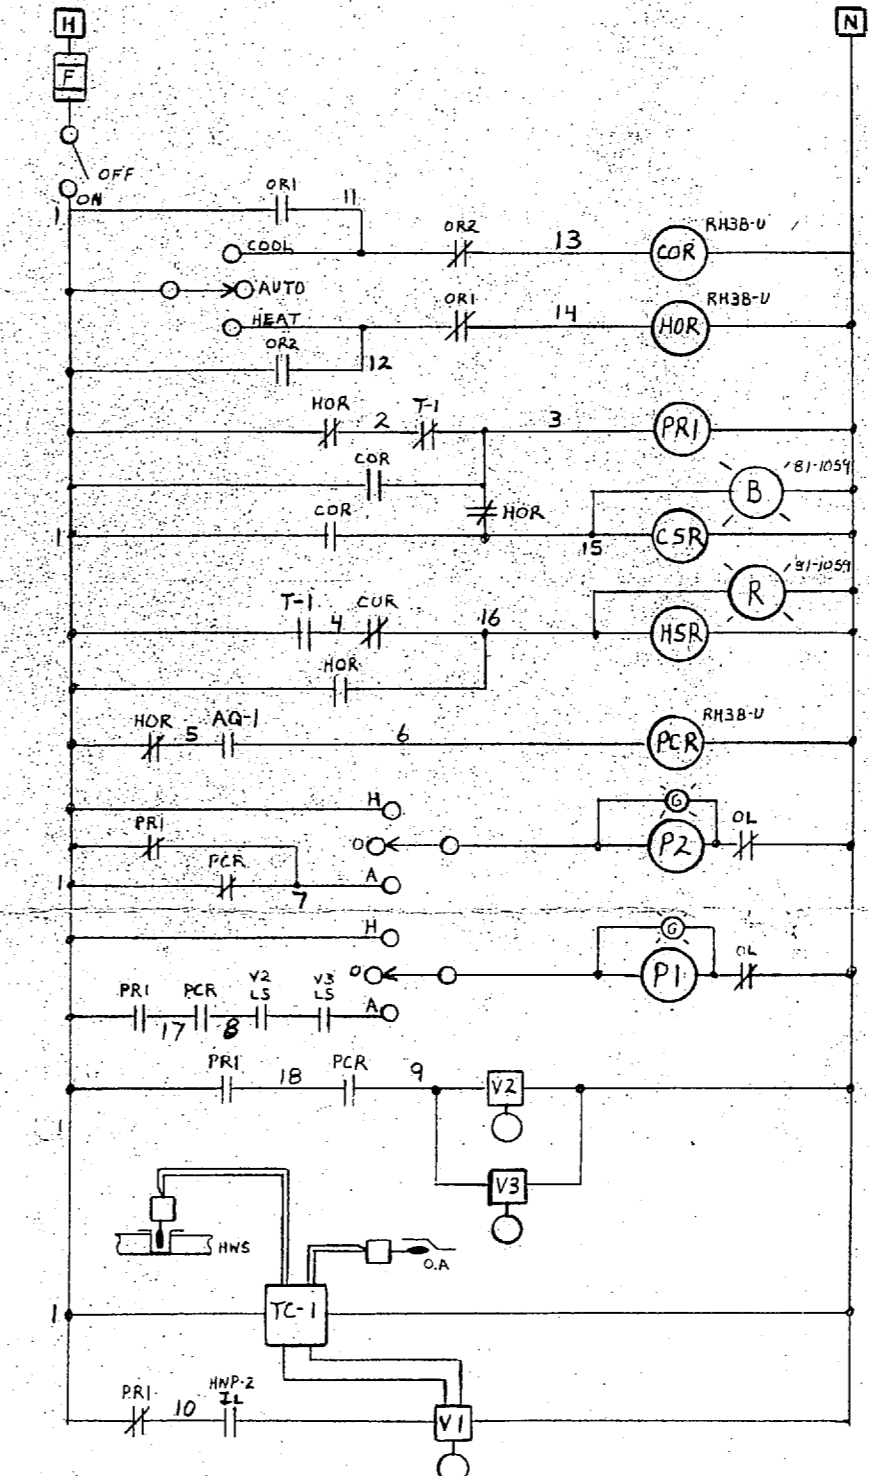 H N
F
OFF
ON
OR1 11
1
COOL OR2 13 COR RH3B-U
AUTO
HEAT OR1 14 HOR RH3B-U
OR2 12
HOR 2 T-1 3 PR1
COR
B 81-1059
HOR
1 COR 15 CSR
R 81-1059
T-1 4 COR 16 HSR
HOR
HOR 5 AQ-1 6 PCR RH3B-U
H
G
PR1 O P2 OL
1 PCR 7 A
H
G
O P1 OL
PR1 17 PCR 8 V2 LS V3 LS A
PR1 18 PCR 9 V2
1
V3
HWS
O.A
1 TC-1
PR1 10 HWP-2 IL V1